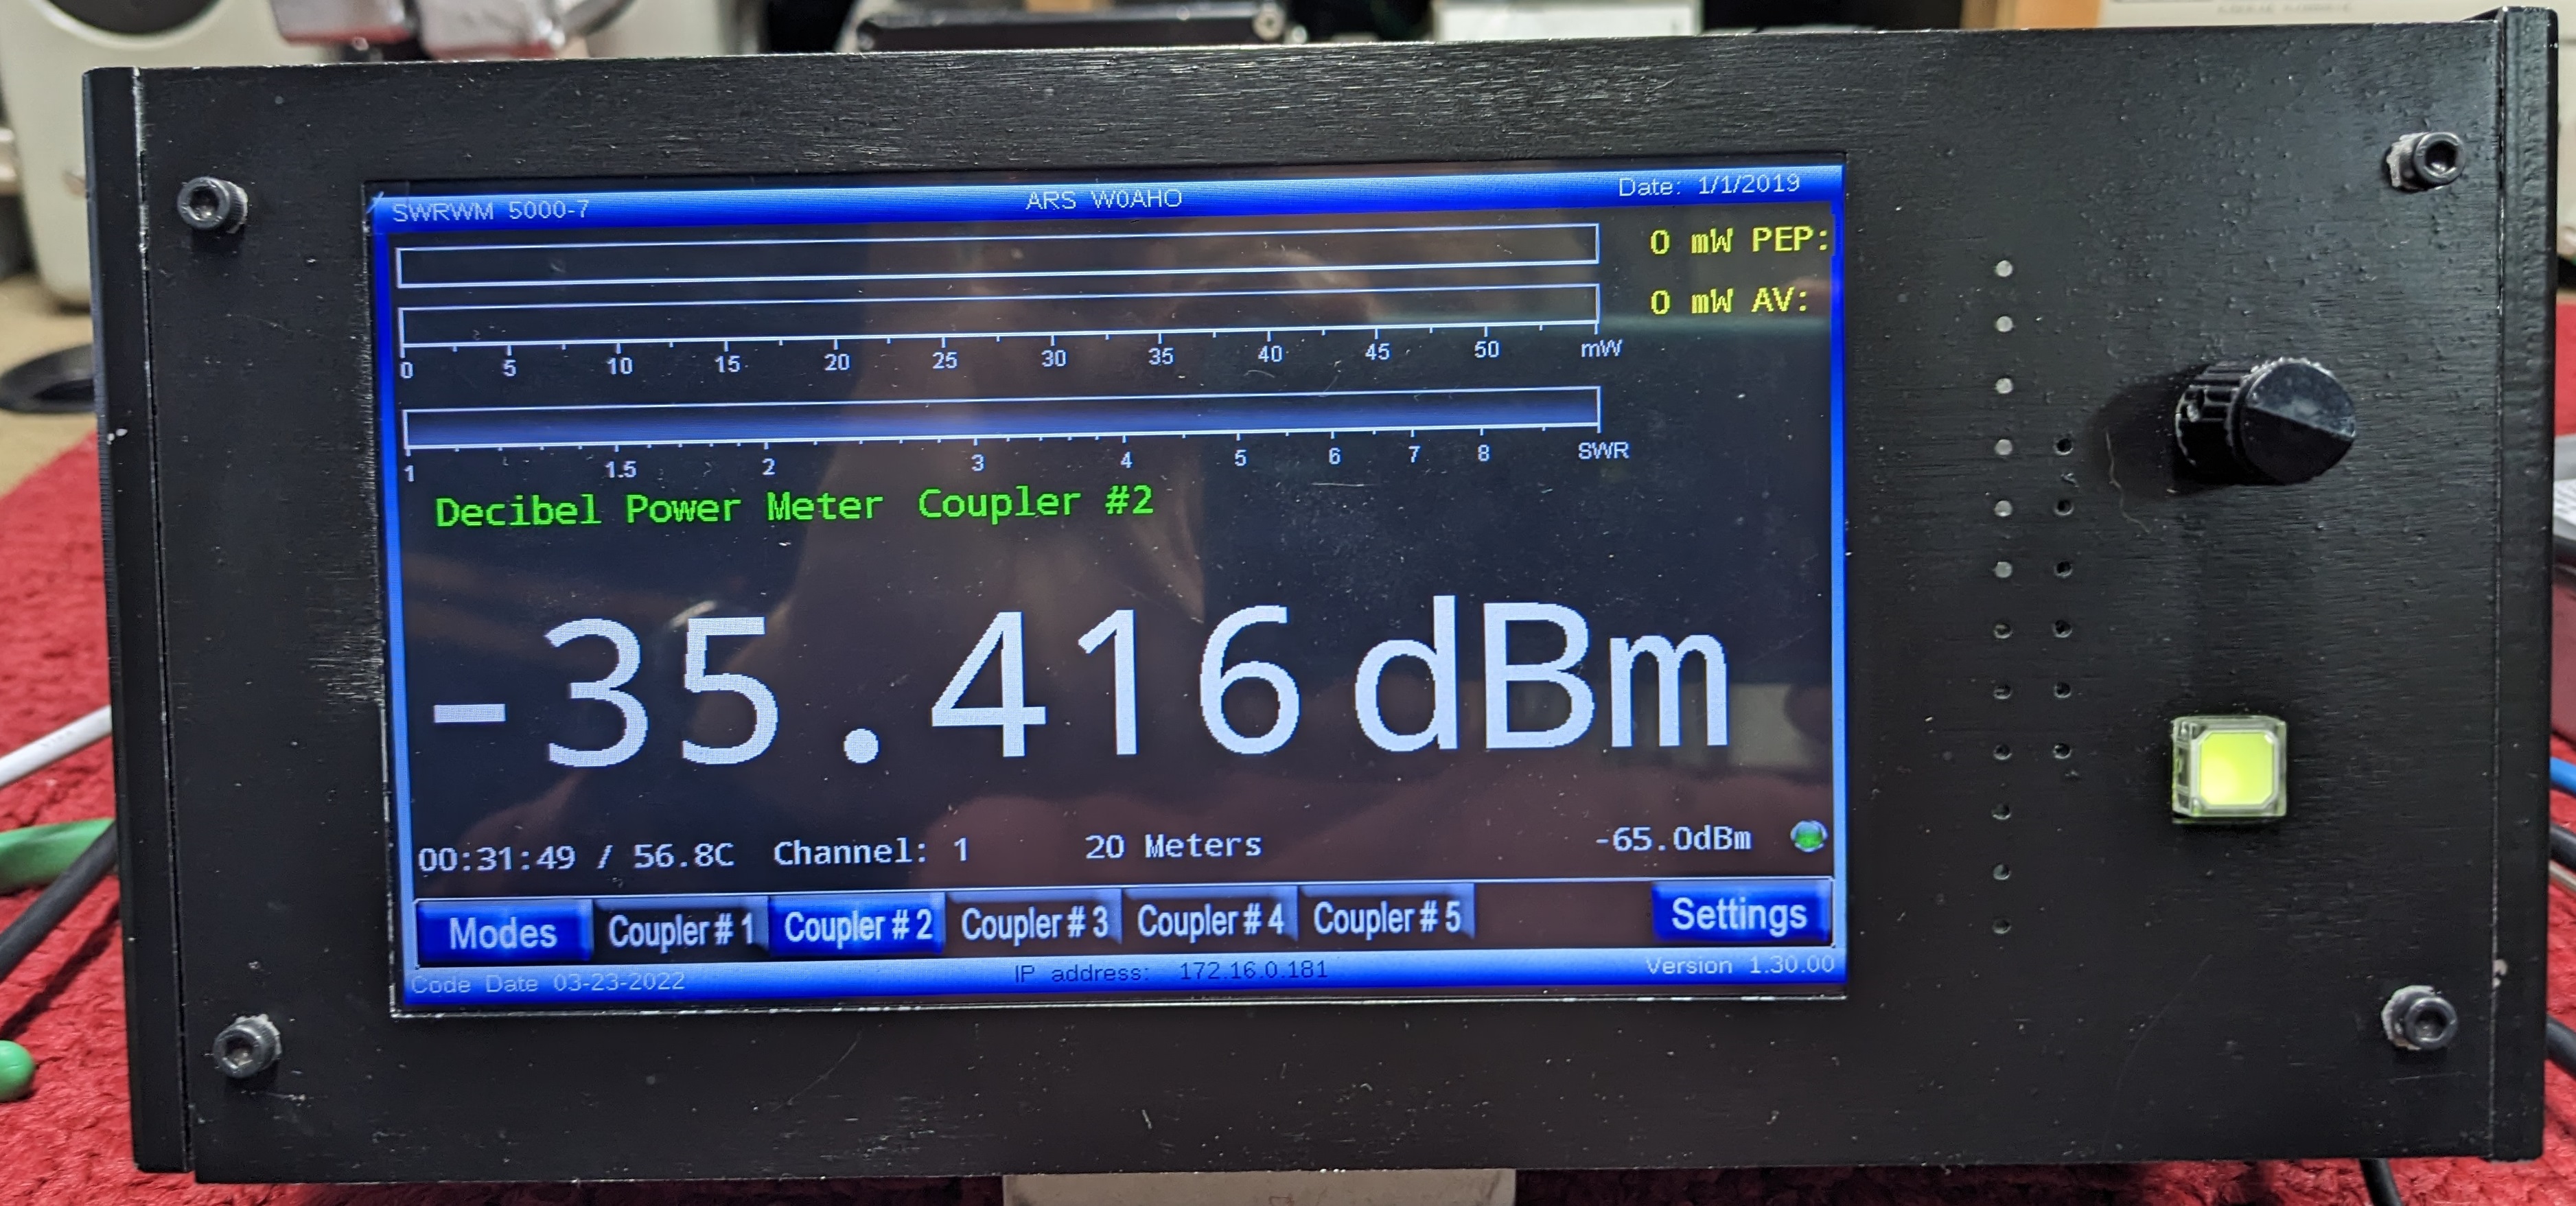 SWRWM 5000-7 ARS W0AHO Date: 1/1/2019
0 mW PEP:
0 mW AV:
0 5 10 15 20 25 30 35 40 45 50 mW
1 1.5 2 3 4 5 6 7 8 SWR
Decibel Power Meter Coupler #2
-35.416 dBm
00:31:49 / 56.8C Channel: 1 20 Meters -65.0dBm
Modes Coupler # 1 Coupler # 2 Coupler # 3 Coupler # 4 Coupler # 5 Settings
Code Date 03-23-2022 IP address: 172.16.0.181 Version 1.30.00